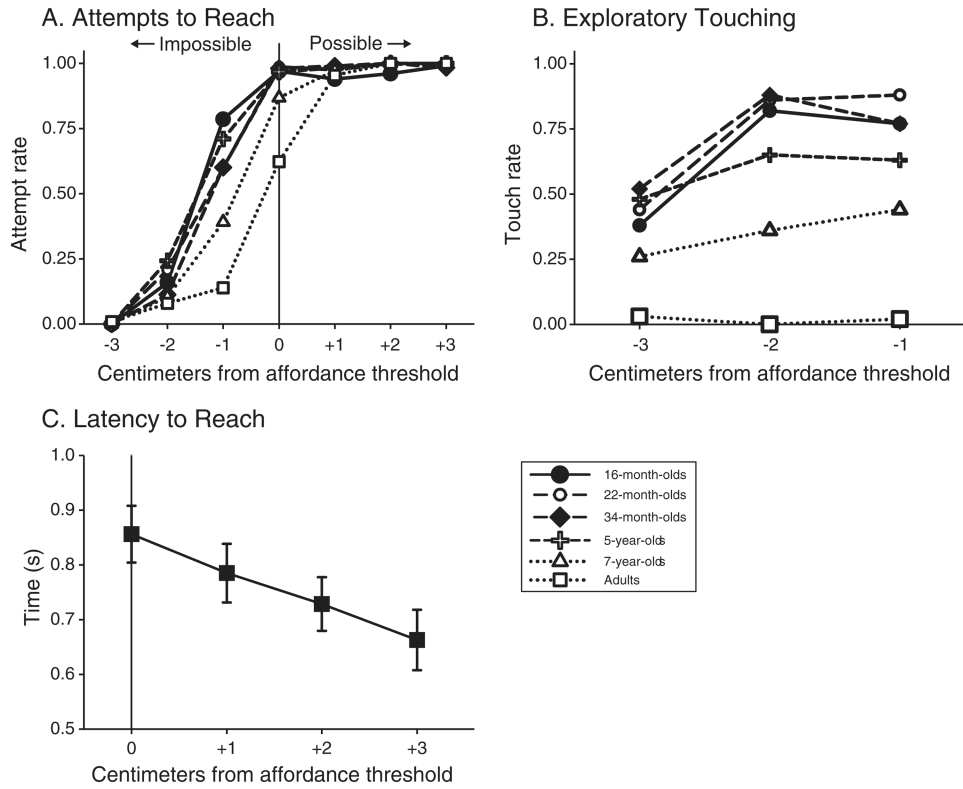 A. Attempts to Reach
← Impossible
Possible →
1.00
0.75
0.50
0.25
0.00
Attempt rate
-3 -2 -1 0 +1 +2 +3
Centimeters from affordance threshold
B. Exploratory Touching
1.00
0.75
0.50
0.25
0.00
Touch rate
-3 -2 -1
Centimeters from affordance threshold
C. Latency to Reach
1.0
0.9
0.8
0.7
0.6
0.5
Time (s)
0 +1 +2 +3
Centimeters from affordance threshold
16-month-olds
22-month-olds
34-month-olds
5-year-olds
7-year-olds
Adults